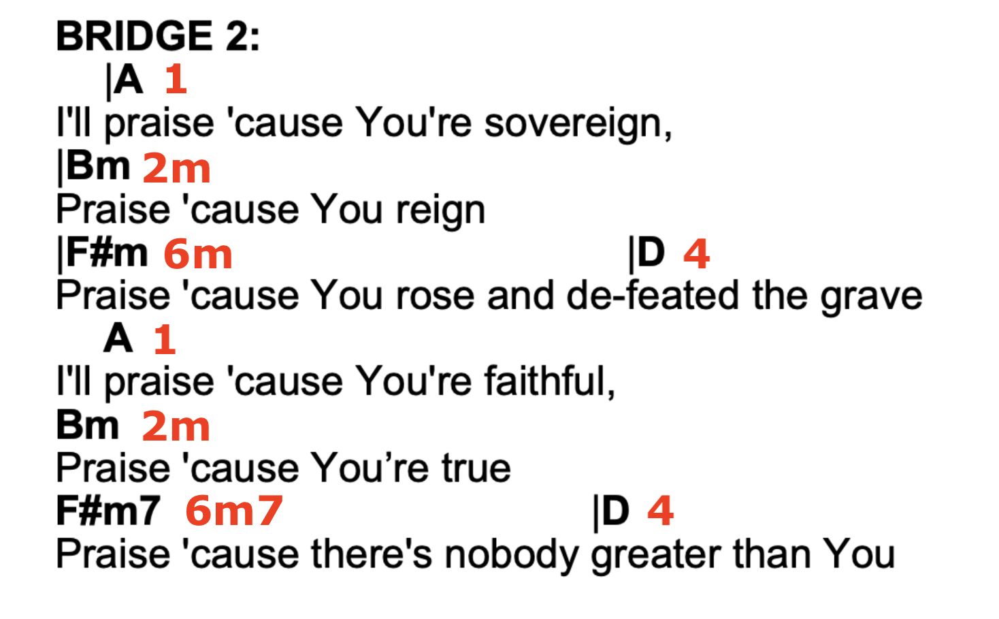 BRIDGE 2:
|A 1
I'll praise 'cause You're sovereign,
|Bm 2m
Praise 'cause You reign
|F#m 6m |D 4
Praise 'cause You rose and de-feated the grave
A 1
I'll praise 'cause You're faithful,
Bm 2m
Praise 'cause You’re true
F#m7 6m7 |D 4
Praise 'cause there's nobody greater than You